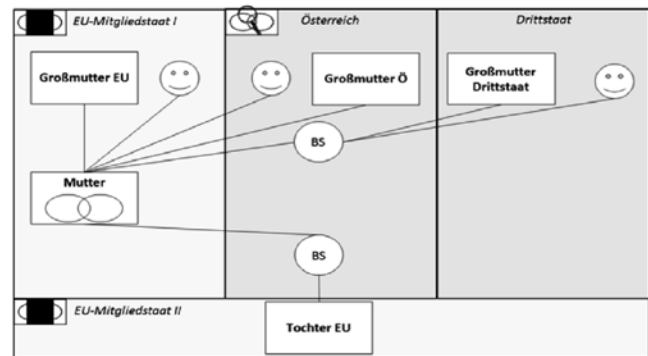 EU-Mitgliedstaat I
Österreich
Drittstaat
Großmutter EU
Großmutter Ö
Großmutter
Drittstaat
BS
Mutter
BS
EU-Mitgliedstaat II
Tochter EU